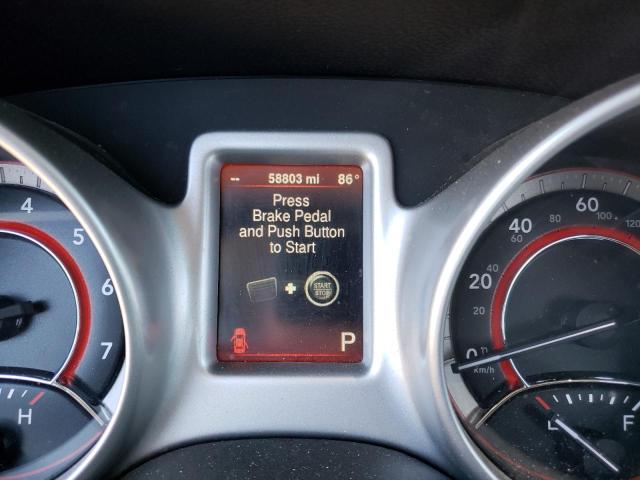 -- 58803 mi 86°
Press
Brake Pedal
and Push Button
to Start
+ START
STOP
P
4
5
6
7
H
0
20
40
60
20
40
60
80
100
120
km/h
L
F